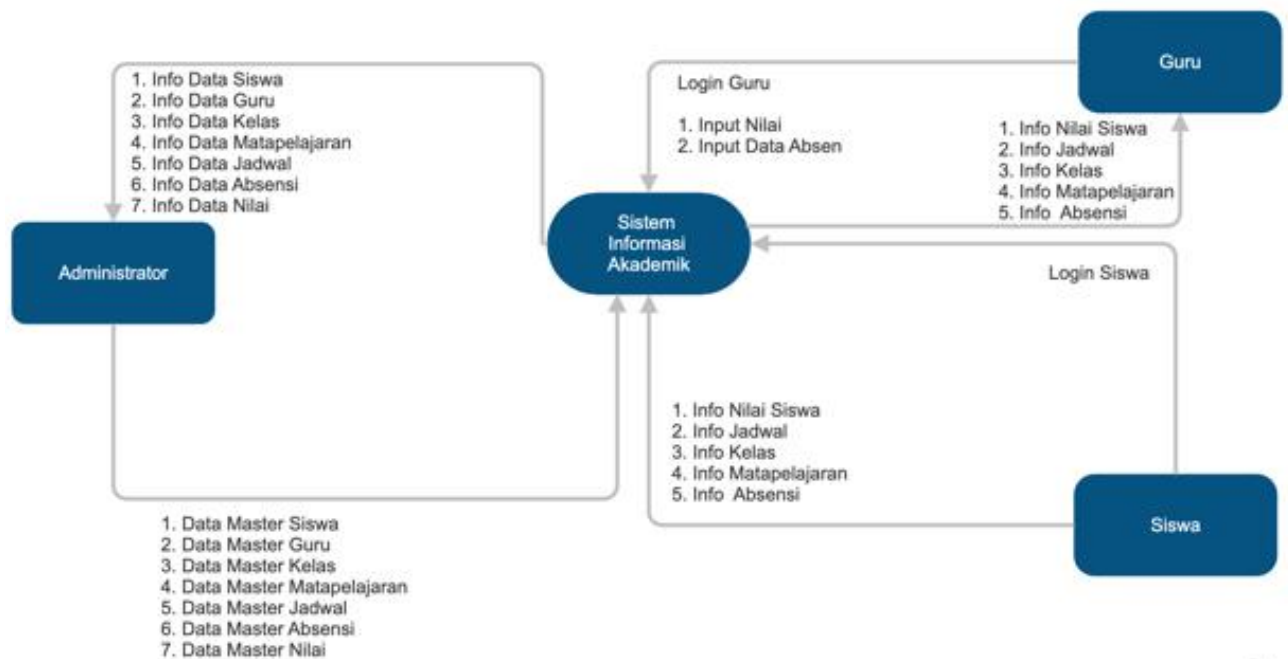 Guru
Login Guru
1. Input Nilai
2. Input Data Absen
1. Info Nilai Siswa
2. Info Jadwal
3. Info Kelas
4. Info Matapelajaran
5. Info Absensi
1. Info Data Siswa
2. Info Data Guru
3. Info Data Kelas
4. Info Data Matapelajaran
5. Info Data Jadwal
6. Info Data Absensi
7. Info Data Nilai
Sistem
Informasi
Akademik
Administrator
Login Siswa
1. Info Nilai Siswa
2. Info Jadwal
3. Info Kelas
4. Info Matapelajaran
5. Info Absensi
Siswa
1. Data Master Siswa
2. Data Master Guru
3. Data Master Kelas
4. Data Master Matapelajaran
5. Data Master Jadwal
6. Data Master Absensi
7. Data Master Nilai